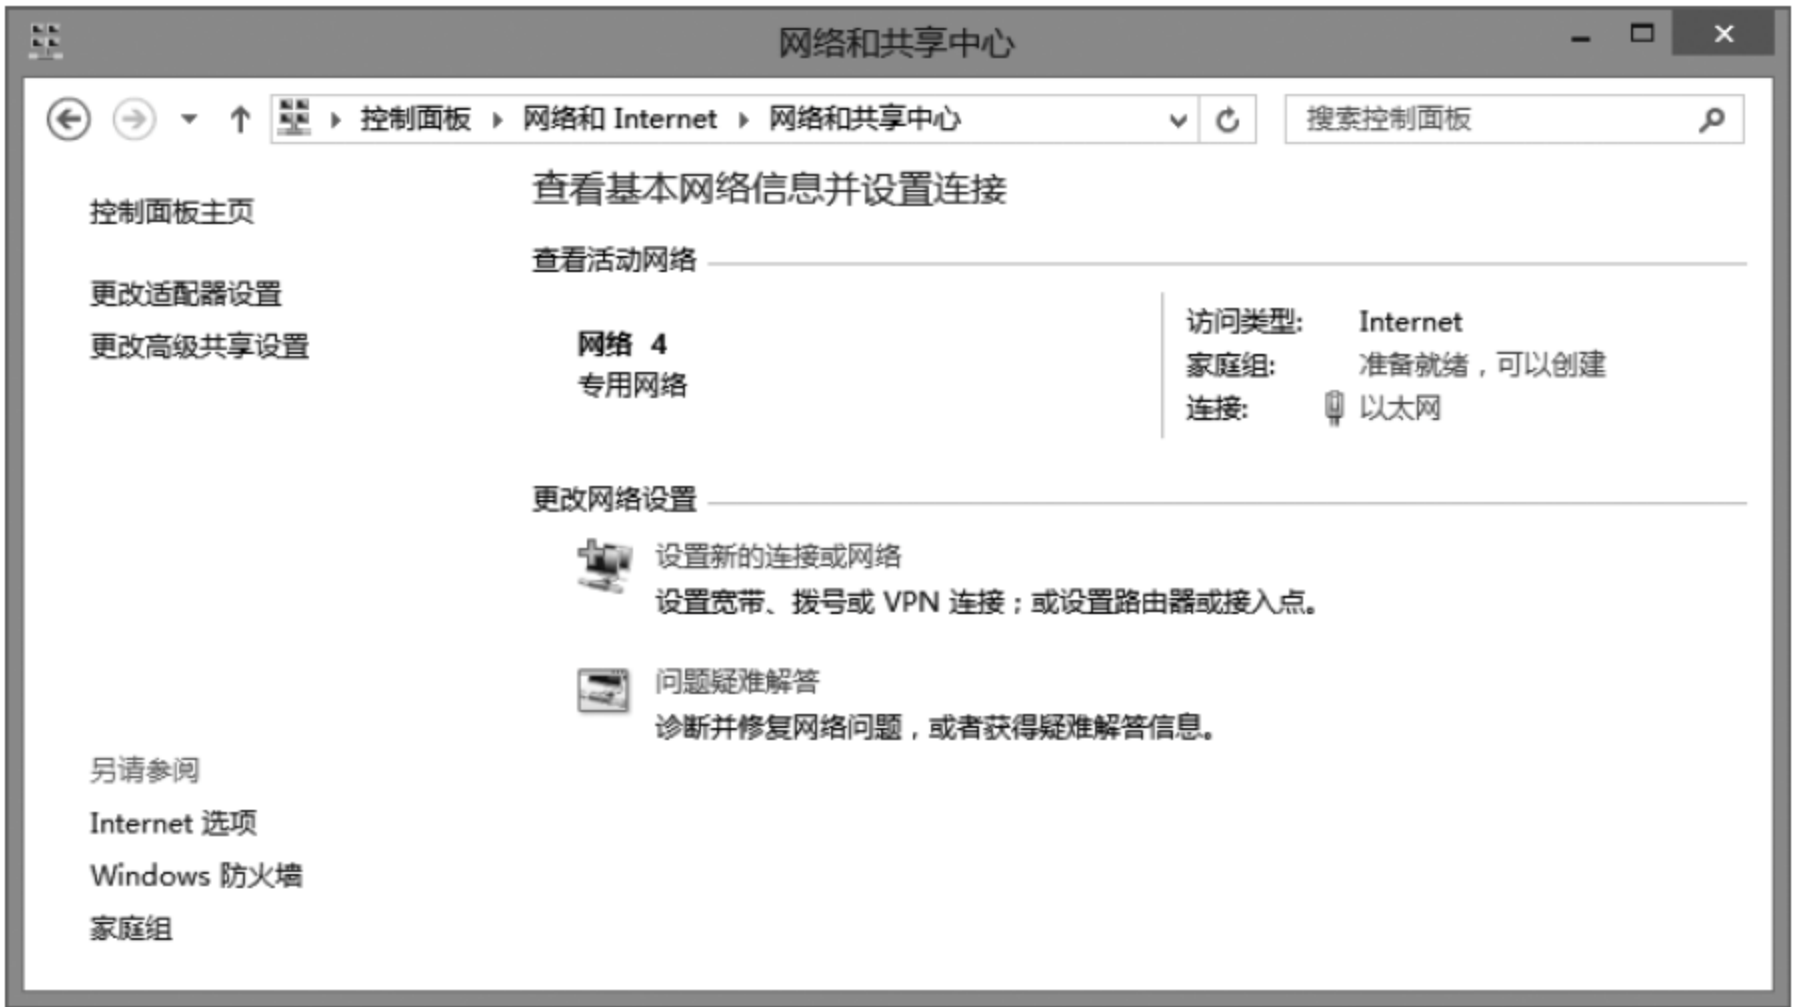 网络和共享中心
控制面板 网络和 Internet 网络和共享中心
搜索控制面板
控制面板主页
更改适配器设置
更改高级共享设置
查看基本网络信息并设置连接
查看活动网络
网络 4
专用网络
访问类型: Internet
家庭组: 准备就绪，可以创建
连接: 以太网
更改网络设置
设置新的连接或网络
设置宽带、拨号或 VPN 连接；或设置路由器或接入点。
问题疑难解答
诊断并修复网络问题，或者获得疑难解答信息。
另请参阅
Internet 选项
Windows 防火墙
家庭组